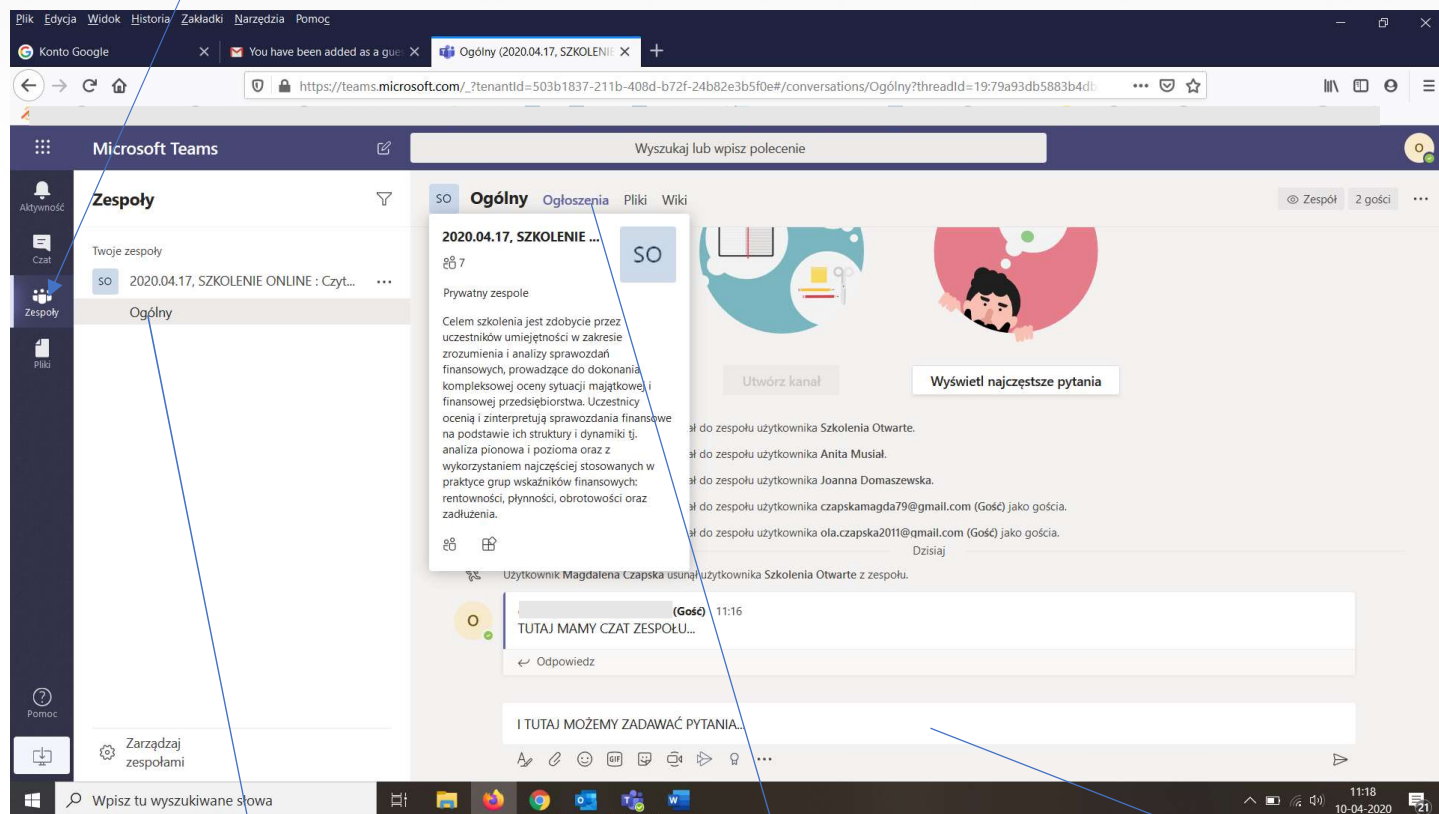 Plik Edycja Widok Historia Zakładki Narzędzia Pomoc
Konto Google
You have been added as a gues
Ogólny (2020.04.17, SZKOLENIE
https://teams.microsoft.com/_?tenantId=503b1837-211b-408d-b72f-24b82e3b5f0e#/conversations/Ogólny?threadId=19:79a93db5883b4db
Microsoft Teams
Wyszukaj lub wpisz polecenie
O
Aktywność
Czat
Zespoły
Pliki
Pomoc
Zespoły
Twoje zespoły
SO 2020.04.17, SZKOLENIE ONLINE : Czyt...
Ogólny
Zarządzaj
zespołami
SO Ogólny Ogłoszenia Pliki Wiki
Zespół 2 gości
2020.04.17, SZKOLENIE ...
SO
7
Prywatny zespole
Celem szkolenia jest zdobycie przez
uczestników umiejętności w zakresie
zrozumienia i analizy sprawozdań
finansowych, prowadzące do dokonania
kompleksowej oceny sytuacji majątkowej i
finansowej przedsiębiorstwa. Uczestnicy
ocenią i zinterpretują sprawozdania finansowe
na podstawie ich struktury i dynamiki tj.
analiza pionowa i pozioma oraz z
wykorzystaniem najczęściej stosowanych w
praktyce grup wskaźników finansowych:
rentowności, płynności, obrotowości oraz
zadłużenia.
Utwórz kanał
Wyświetl najczęstsze pytania
ał do zespołu użytkownika Szkolenia Otwarte.
ał do zespołu użytkownika Anita Musiał.
ał do zespołu użytkownika Joanna Domaszewska.
ał do zespołu użytkownika czapskamagda79@gmail.com (Gość) jako gościa.
ał do zespołu użytkownika ola.czapska2011@gmail.com (Gość) jako gościa.
Dzisiaj
Użytkownik Magdalena Czapska usunął użytkownika Szkolenia Otwarte z zespołu.
O
(Gość) 11:16
TUTAJ MAMY CZAT ZESPOŁU...
Odpowiedz
I TUTAJ MOŻEMY ZADAWAĆ PYTANIA...
GIF
Wpisz tu wyszukiwane słowa
11:18
10-04-2020
21